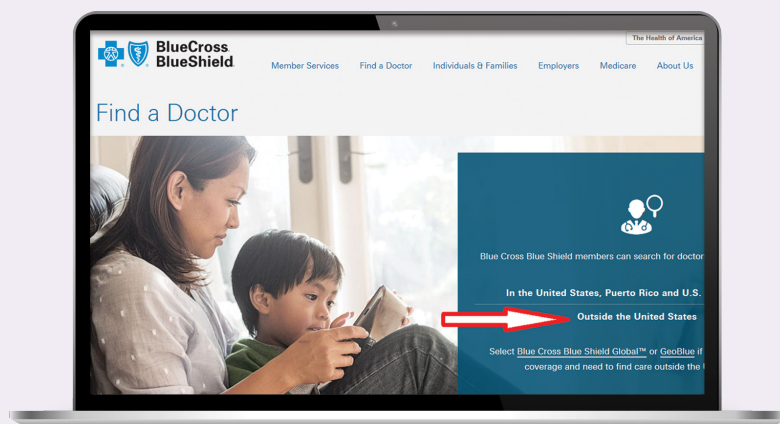 The Health of America
BlueCross
BlueShield
Member Services Find a Doctor Individuals & Families Employers Medicare About Us
Find a Doctor
Blue Cross Blue Shield members can search for doctor
In the United States, Puerto Rico and U.S.
Outside the United States
Select Blue Cross Blue Shield Global™ or GeoBlue if
coverage and need to find care outside the